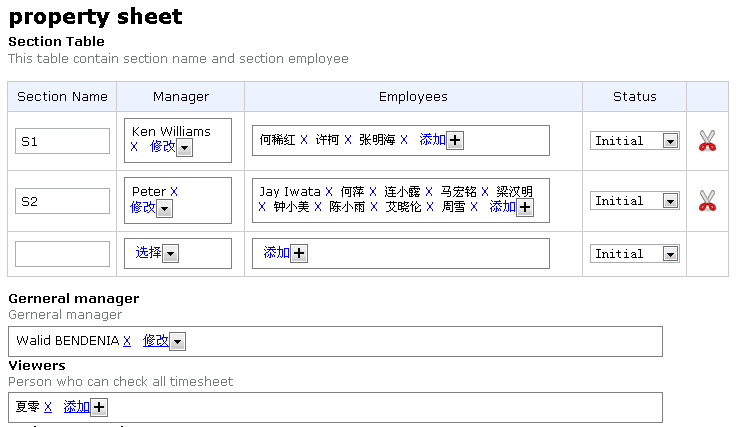 property sheet
Section Table
This table contain section name and section employee
Section Name Manager Employees Status
S1 Ken Williams X 修改 何稀红 X 许柯 X 张明海 X 添加 Initial
S2 Peter X 修改 Jay Iwata X 何萍 X 连小露 X 马宏铭 X 梁汉明 X 钟小美 X 陈小雨 X 艾晓伦 X 周雪 X 添加 Initial
选择 添加 Initial
Gerneral manager
Gerneral manager
Walid BENDENIA X 修改
Viewers
Person who can check all timesheet
夏零 X 添加